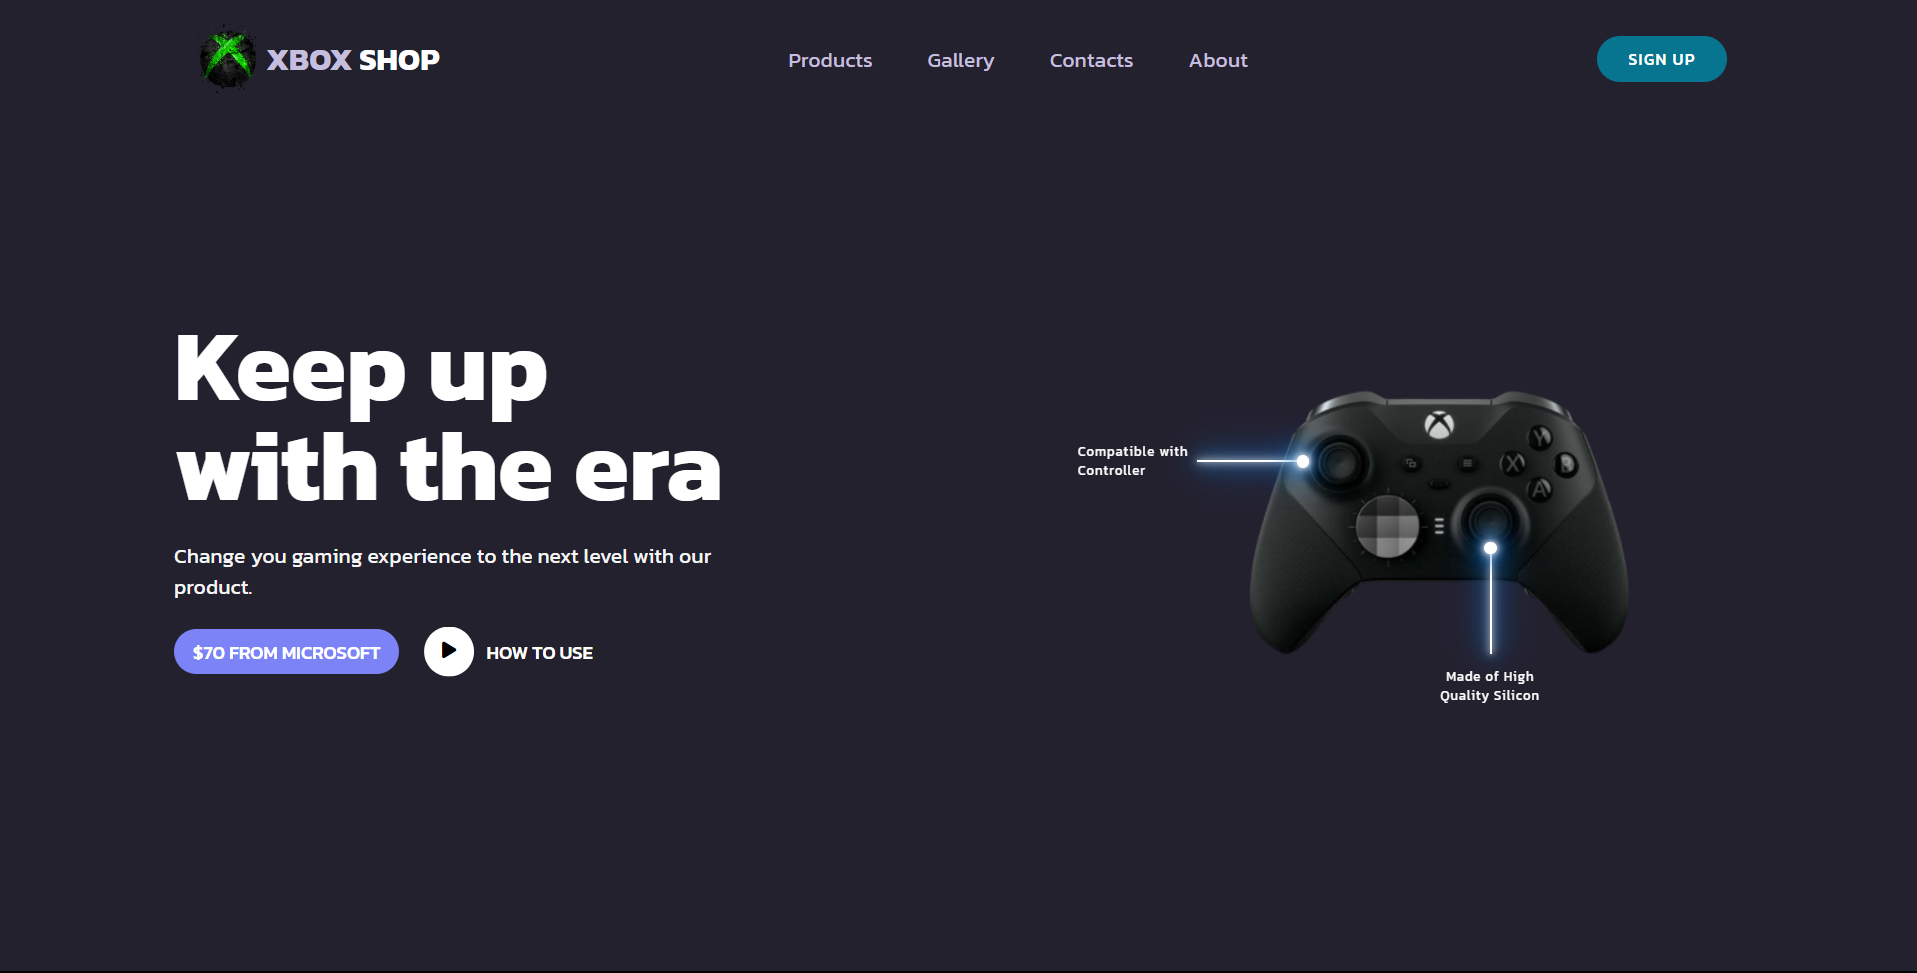 XBOX SHOP
Products
Gallery
Contacts
About
SIGN UP
Keep up
with the era
Change you gaming experience to the next level with our
product.
$70 FROM MICROSOFT
HOW TO USE
Compatible with
Controller
Y
X
B
A
Made of High
Quality Silicon